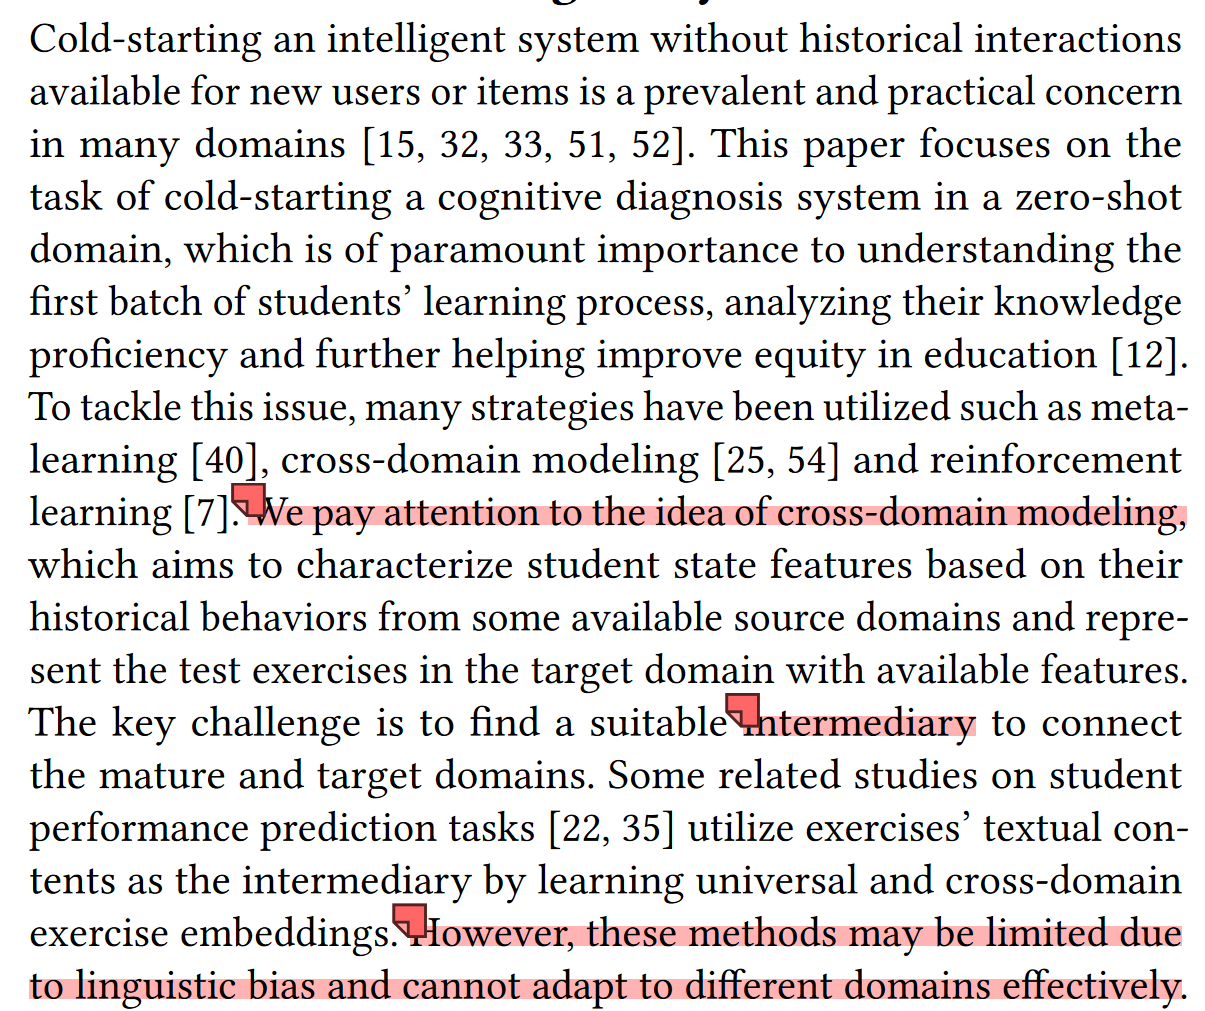 Cold-starting an intelligent system without historical interactions
available for new users or items is a prevalent and practical concern
in many domains [15, 32, 33, 51, 52]. This paper focuses on the
task of cold-starting a cognitive diagnosis system in a zero-shot
domain, which is of paramount importance to understanding the
first batch of students’ learning process, analyzing their knowledge
proficiency and further helping improve equity in education [12].
To tackle this issue, many strategies have been utilized such as meta-
learning [40], cross-domain modeling [25, 54] and reinforcement
learning [7]. We pay attention to the idea of cross-domain modeling,
which aims to characterize student state features based on their
historical behaviors from some available source domains and repre-
sent the test exercises in the target domain with available features.
The key challenge is to find a suitable intermediary to connect
the mature and target domains. Some related studies on student
performance prediction tasks [22, 35] utilize exercises’ textual con-
tents as the intermediary by learning universal and cross-domain
exercise embeddings. However, these methods may be limited due
to linguistic bias and cannot adapt to different domains effectively.